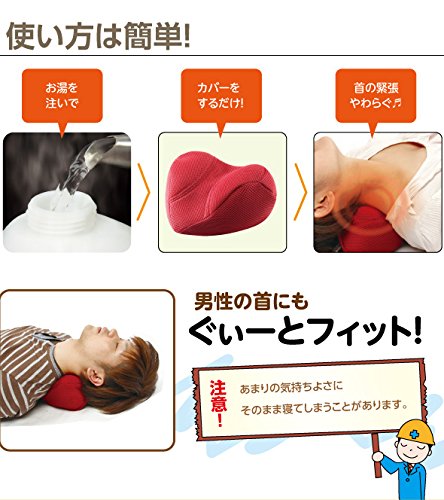 使い方は簡単!
お湯を
注いで
カバーを
するだけ!
首の緊張
やわらぐ♬
男性の首にも
ぐぃーとフィット!
注意!
あまりの気持ちよさに
そのまま寝てしまうことがあります。